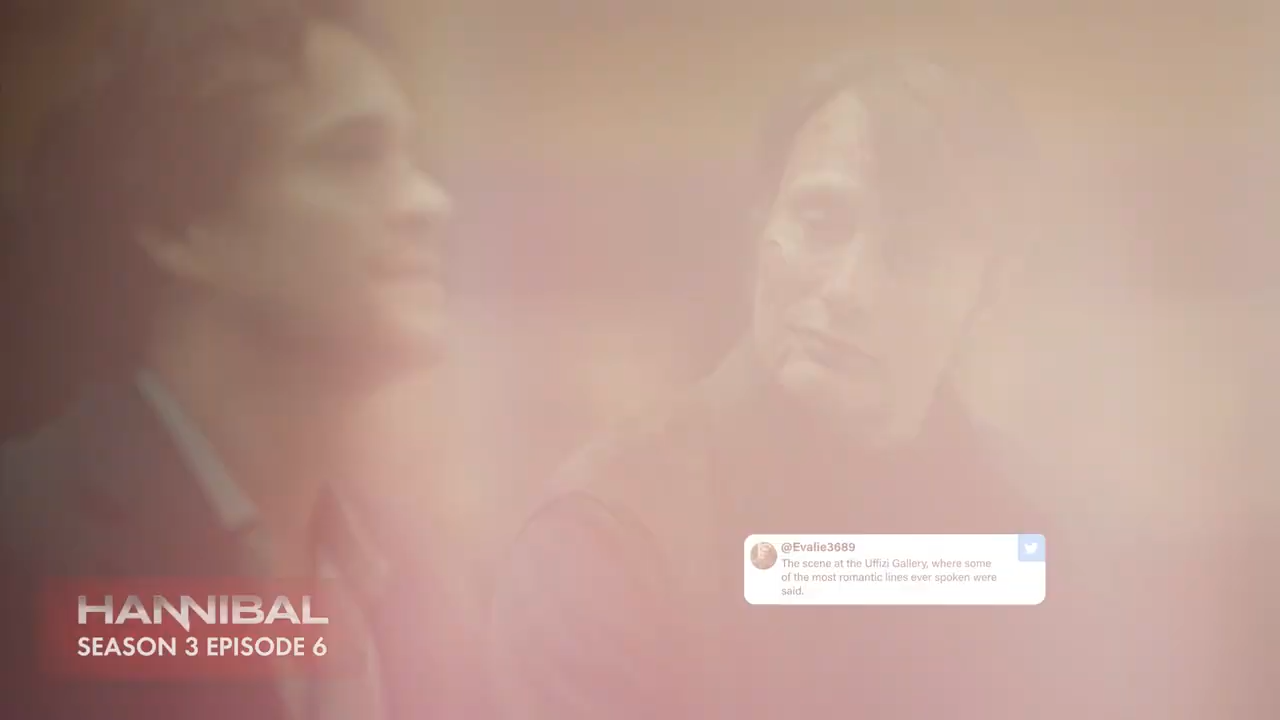 @Evalie3689
The scene at the Uffizi Gallery, where some
of the most romantic lines ever spoken were
said.
HANNIBAL
SEASON 3 EPISODE 6